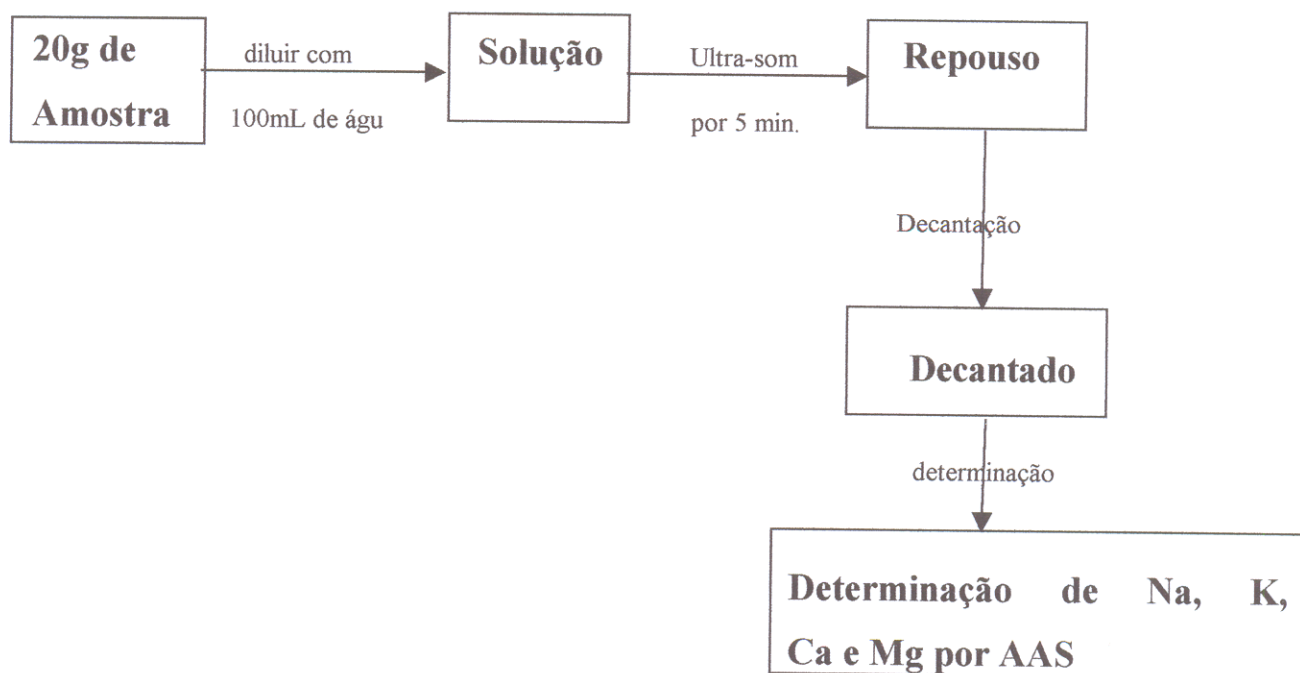 20g de
Amostra
diluir com
100mL de águ
Solução
Ultra-som
por 5 min.
Repouso
Decantação
Decantado
determinação
Determinação de Na, K,
Ca e Mg por AAS